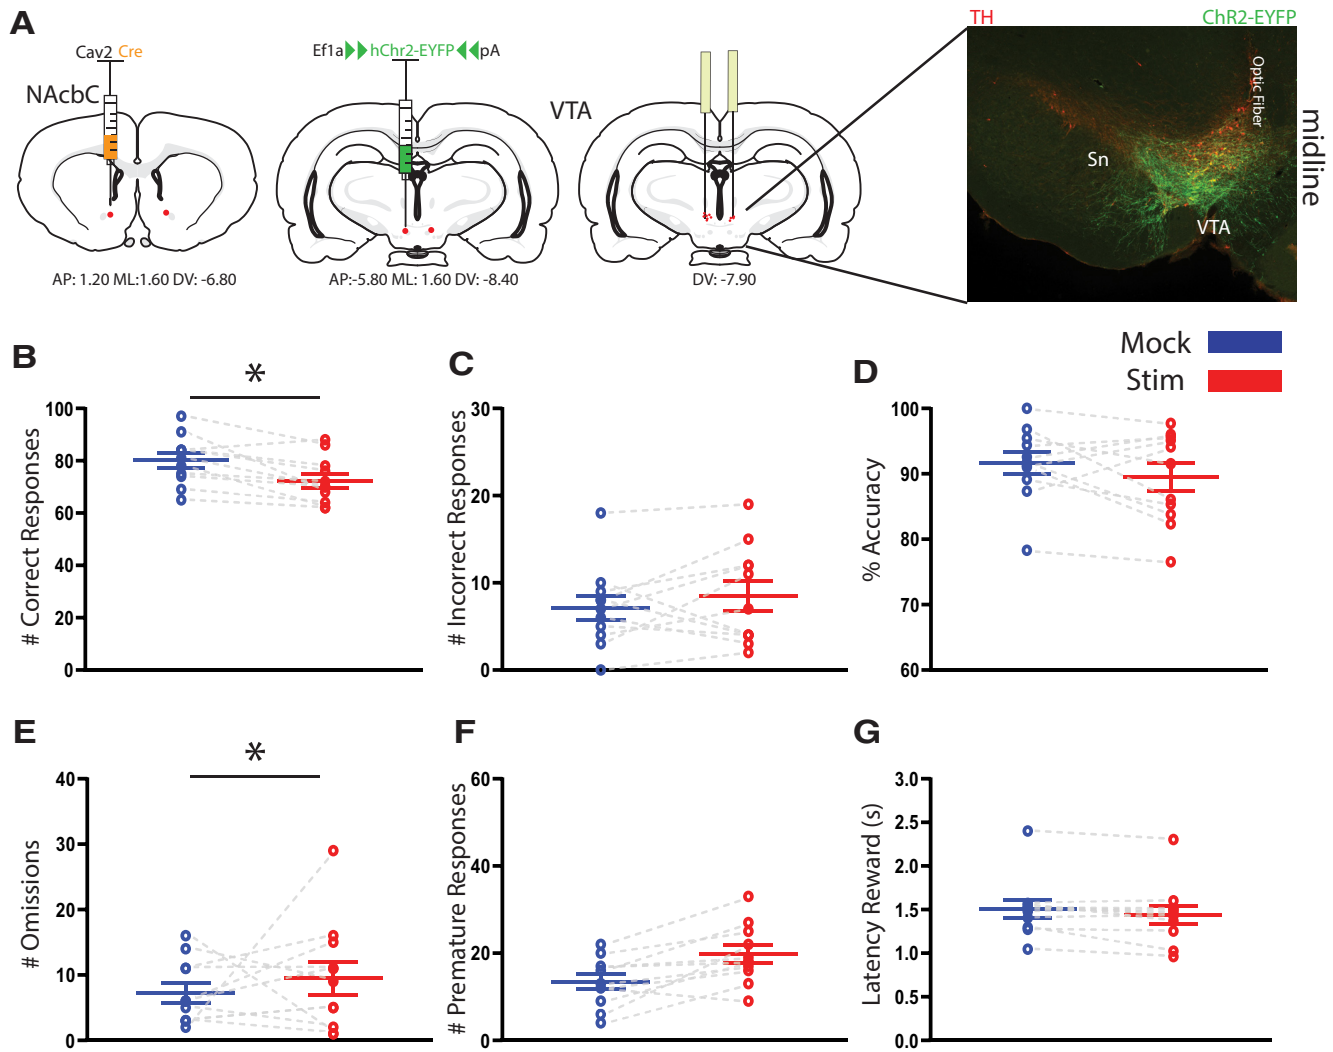 A
Cav2 Cre
NAcbC
AP: 1.20 ML:1.60 DV: -6.80
Ef1a hChr2-EYFP pA
AP:-5.80 ML: 1.60 DV: -8.40
VTA
DV: -7.90
TH
ChR2-EYFP
Optic Fiber
Sn
VTA
midline
Mock
Stim
B
*
# Correct Responses
100
80
60
40
20
0
C
# Incorrect Responses
30
20
10
0
D
% Accuracy
100
90
80
70
60
E
*
# Omissions
40
30
20
10
0
F
# Premature Responses
60
40
20
0
G
Latency Reward (s)
3.0
2.5
2.0
1.5
1.0
0.5
0.0